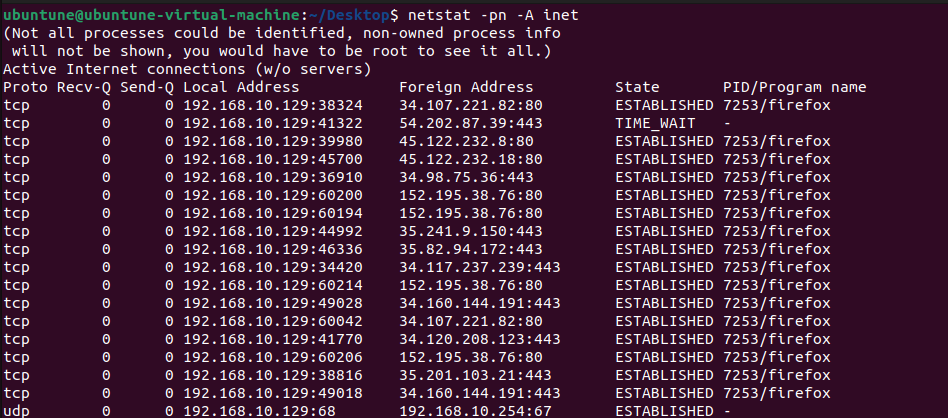 ubuntune@ubuntune-virtual-machine:~/Desktop$ netstat -pn -A inet
(Not all processes could be identified, non-owned process info
 will not be shown, you would have to be root to see it all.)
Active Internet connections (w/o servers)
Proto Recv-Q Send-Q Local Address           Foreign Address         State       PID/Program name
tcp        0      0 192.168.10.129:38324    34.107.221.82:80        ESTABLISHED 7253/firefox
tcp        0      0 192.168.10.129:41322    54.202.87.39:443        TIME_WAIT   -
tcp        0      0 192.168.10.129:39980    45.122.232.8:80         ESTABLISHED 7253/firefox
tcp        0      0 192.168.10.129:45700    45.122.232.18:80        ESTABLISHED 7253/firefox
tcp        0      0 192.168.10.129:36910    34.98.75.36:443         ESTABLISHED 7253/firefox
tcp        0      0 192.168.10.129:60200    152.195.38.76:80        ESTABLISHED 7253/firefox
tcp        0      0 192.168.10.129:60194    152.195.38.76:80        ESTABLISHED 7253/firefox
tcp        0      0 192.168.10.129:44992    35.241.9.150:443        ESTABLISHED 7253/firefox
tcp        0      0 192.168.10.129:46336    35.82.94.172:443        ESTABLISHED 7253/firefox
tcp        0      0 192.168.10.129:34420    34.117.237.239:443      ESTABLISHED 7253/firefox
tcp        0      0 192.168.10.129:60214    152.195.38.76:80        ESTABLISHED 7253/firefox
tcp        0      0 192.168.10.129:49028    34.160.144.191:443      ESTABLISHED 7253/firefox
tcp        0      0 192.168.10.129:60042    34.107.221.82:80        ESTABLISHED 7253/firefox
tcp        0      0 192.168.10.129:41770    34.120.208.123:443      ESTABLISHED 7253/firefox
tcp        0      0 192.168.10.129:60206    152.195.38.76:80        ESTABLISHED 7253/firefox
tcp        0      0 192.168.10.129:38816    35.201.103.21:443       ESTABLISHED 7253/firefox
tcp        0      0 192.168.10.129:49018    34.160.144.191:443      ESTABLISHED 7253/firefox
udp        0      0 192.168.10.129:68       192.168.10.254:67       ESTABLISHED -